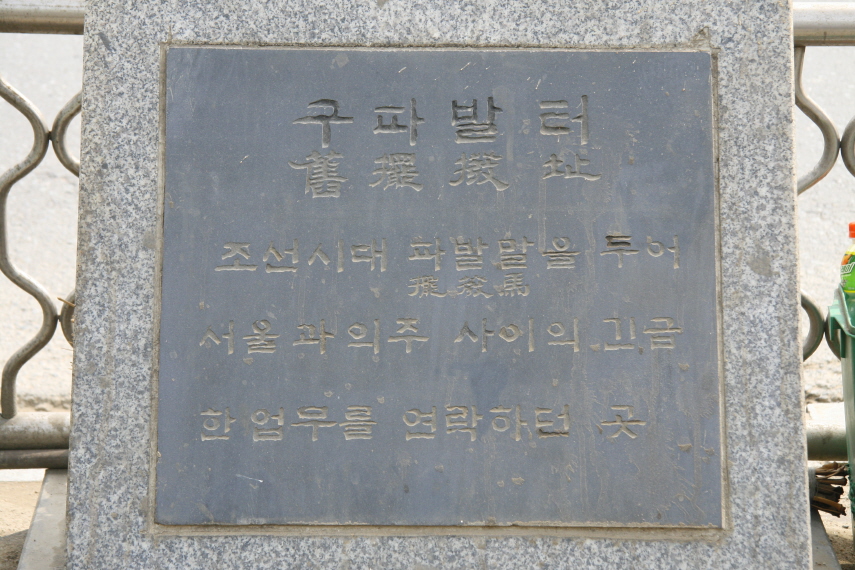 구파발터
舊擺撥址
조선시대 파발말을 두어
擺撥馬
서울과 의주 사이의 긴급
한 업무를 연락하던 곳